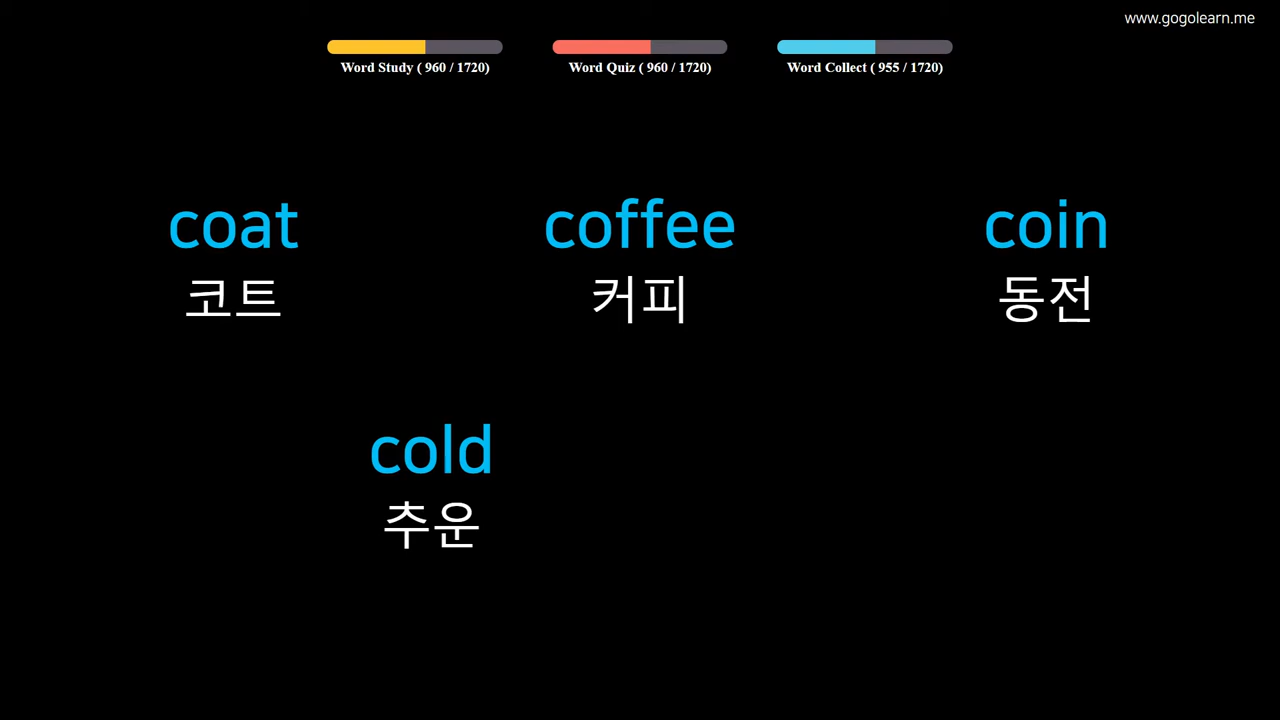 www.gogolearn.me
Word Study ( 960 / 1720)
Word Quiz ( 960 / 1720)
Word Collect ( 955 / 1720)
coat
코트
coffee
커피
coin
동전
cold
추운